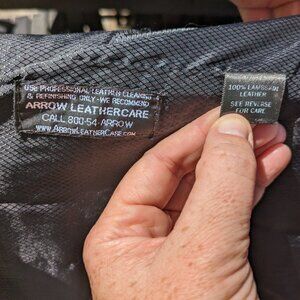 USE PROFESSIONAL LEATHER CLEANING
& REFINISHING ONLY - WE RECOMMEND
ARROW LEATHERCARE
CALL 800-54 ARROW
WWW.ARROWLEATHERCARE.COM
100% LAMBSKIN
LEATHER
SEE REVERSE
FOR CARE